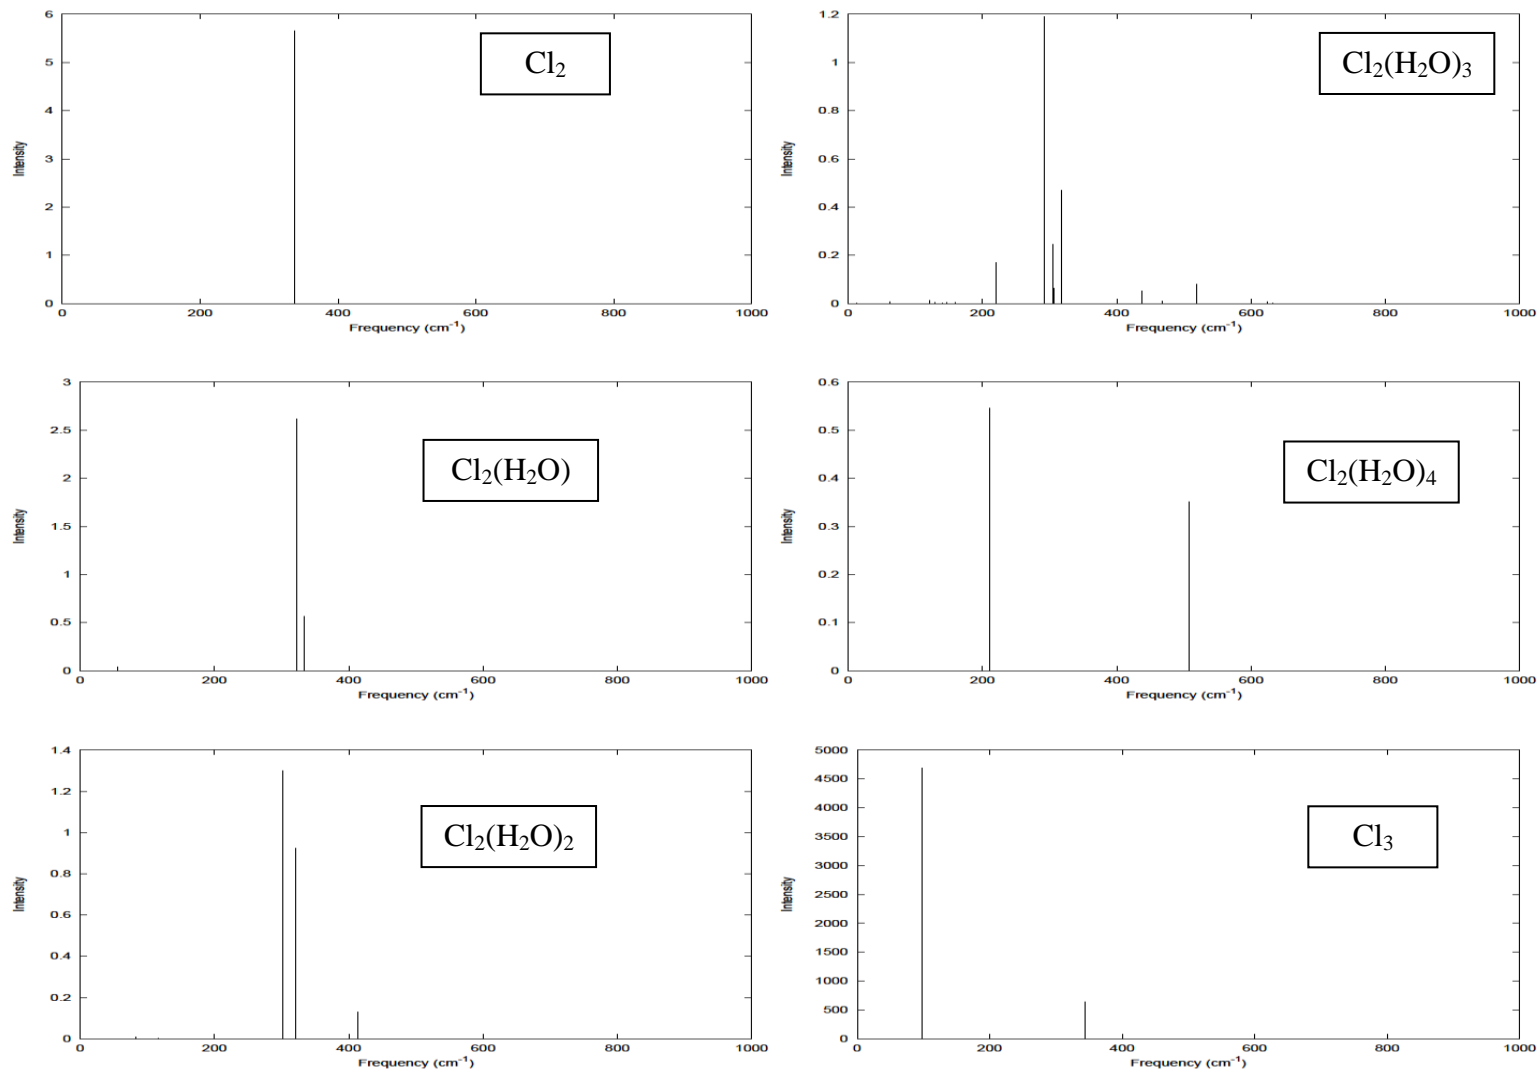 Cl₂
Intensity
6
5
4
3
2
1
0
0 200 400 600 800 1000
Frequency (cm⁻¹)
Cl₂(H₂O)₃
Intensity
1.2
1
0.8
0.6
0.4
0.2
0
0 200 400 600 800 1000
Frequency (cm⁻¹)
Cl₂(H₂O)
Intensity
3
2.5
2
1.5
1
0.5
0
0 200 400 600 800 1000
Frequency (cm⁻¹)
Cl₂(H₂O)₄
Intensity
0.6
0.5
0.4
0.3
0.2
0.1
0
0 200 400 600 800 1000
Frequency (cm⁻¹)
Cl₂(H₂O)₂
Intensity
1.4
1.2
1
0.8
0.6
0.4
0.2
0
0 200 400 600 800 1000
Frequency (cm⁻¹)
Cl₃
Intensity
5000
4500
4000
3500
3000
2500
2000
1500
1000
500
0
0 200 400 600 800 1000
Frequency (cm⁻¹)